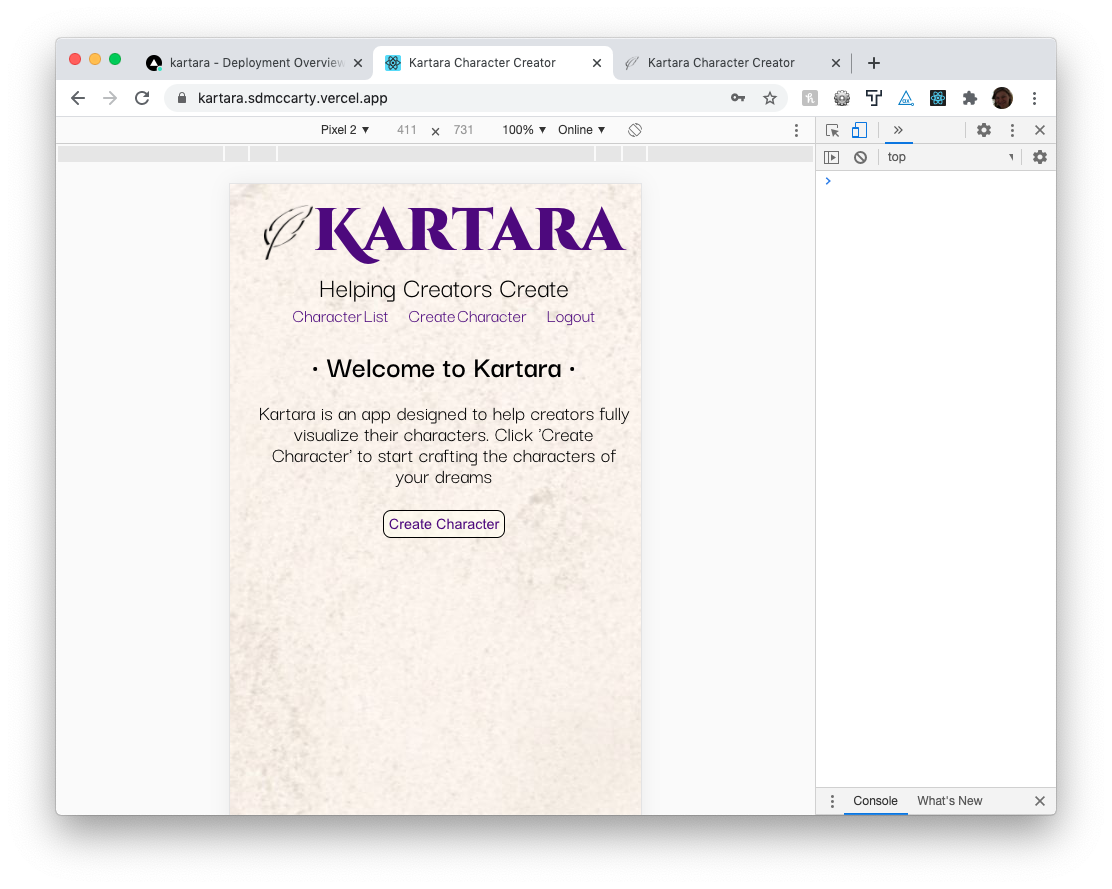 kartara - Deployment Overview
Kartara Character Creator
Kartara Character Creator
kartara.sdmccarty.vercel.app
Pixel 2 411 × 731 100% Online
top
KARTARA
Helping Creators Create
Character List Create Character Logout
· Welcome to Kartara ·
Kartara is an app designed to help creators fully
visualize their characters. Click 'Create
Character' to start crafting the characters of
your dreams
Create Character
Console What's New